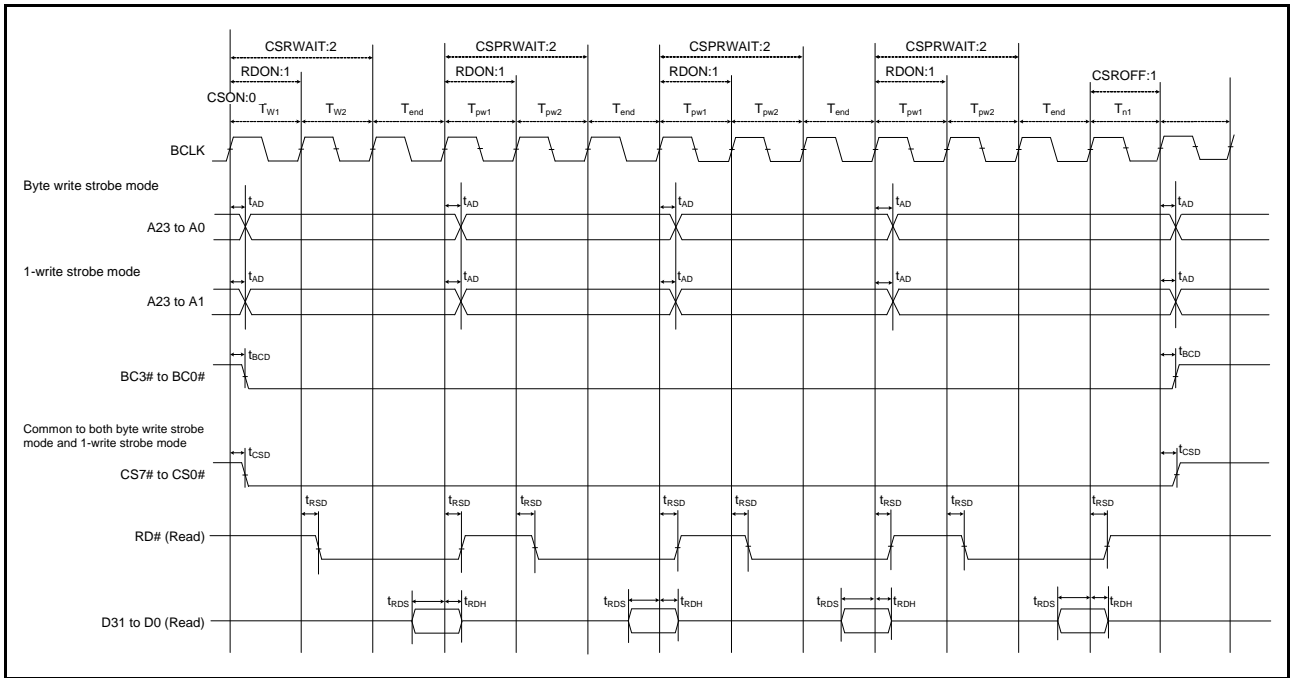 CSRWAIT:2 CSPRWAIT:2 CSPRWAIT:2 CSPRWAIT:2
RDON:1 RDON:1 RDON:1 RDON:1 CSROFF:1
CSON:0
TW1 TW2 Tend Tpw1 Tpw2 Tend Tpw1 Tpw2 Tend Tpw1 Tpw2 Tend Tn1
BCLK
Byte write strobe mode
tAD tAD tAD tAD tAD
A23 to A0
1-write strobe mode
tAD tAD tAD tAD tAD
A23 to A1
tBCD tBCD
BC3# to BC0#
Common to both byte write strobe
mode and 1-write strobe mode
tCSD tCSD
CS7# to CS0#
tRSD tRSD tRSD tRSD tRSD tRSD tRSD tRSD
RD# (Read)
tRDS tRDH tRDS tRDH tRDS tRDH tRDS tRDH
D31 to D0 (Read)